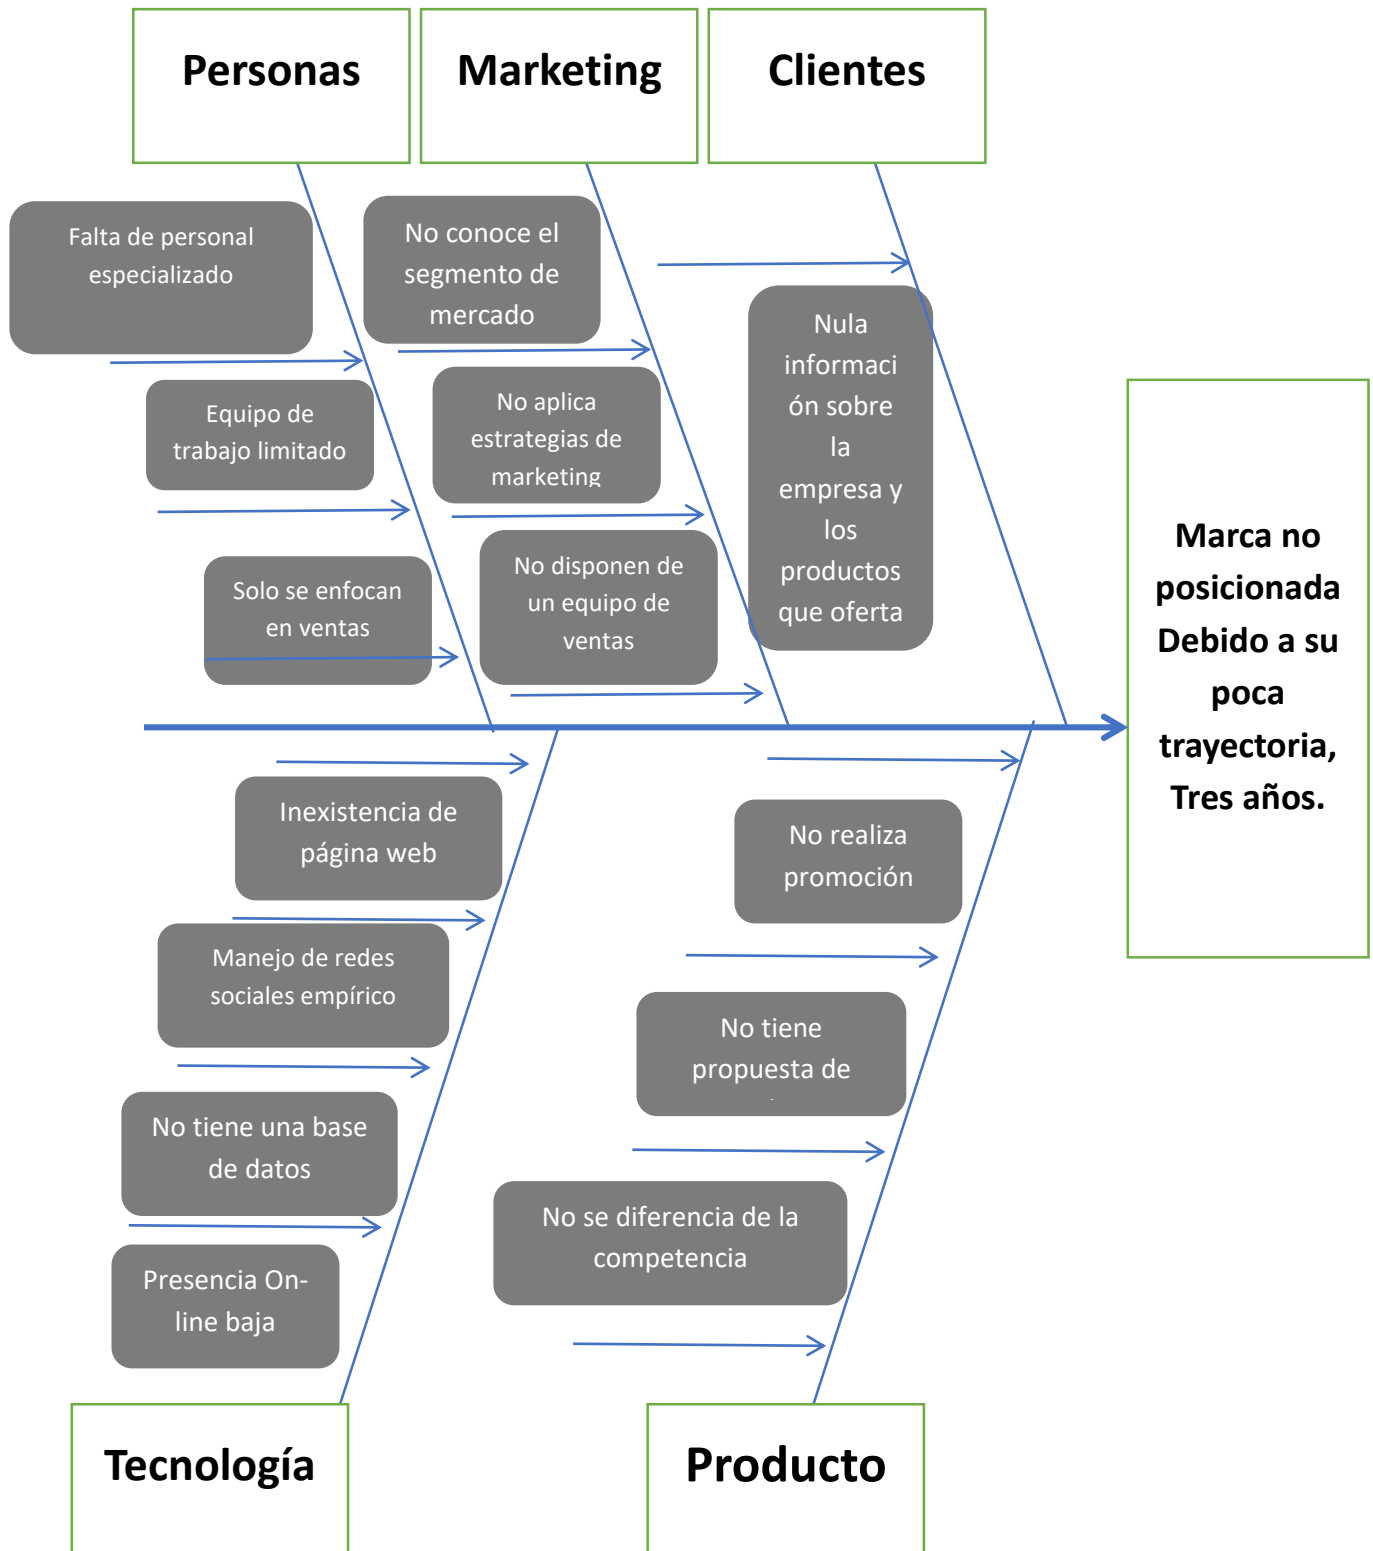 Personas
Marketing
Clientes
Falta de personal
especializado
Equipo de
trabajo limitado
Solo se enfocan
en ventas
No conoce el
segmento de
mercado
No aplica
estrategias de
marketing
No disponen de
un equipo de
ventas
Nula
informaci
ón sobre
la
empresa y
los
productos
que oferta
Marca no
posicionada
Debido a su
poca
trayectoria,
Tres años.
Inexistencia de
página web
Manejo de redes
sociales empírico
No tiene una base
de datos
Presencia On-
line baja
No realiza
promoción
No tiene
propuesta de
No se diferencia de la
competencia
Tecnología
Producto